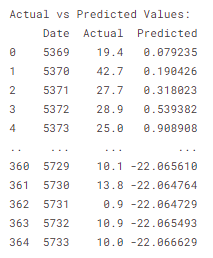 Actual vs Predicted Values:
Date Actual Predicted
0 5369 19.4 0.079235
1 5370 42.7 0.190426
2 5371 27.7 0.318023
3 5372 28.9 0.539382
4 5373 25.0 0.908908
.. ... ... ...
360 5729 10.1 -22.065610
361 5730 13.8 -22.064764
362 5731 0.9 -22.064729
363 5732 10.9 -22.065493
364 5733 10.0 -22.066629